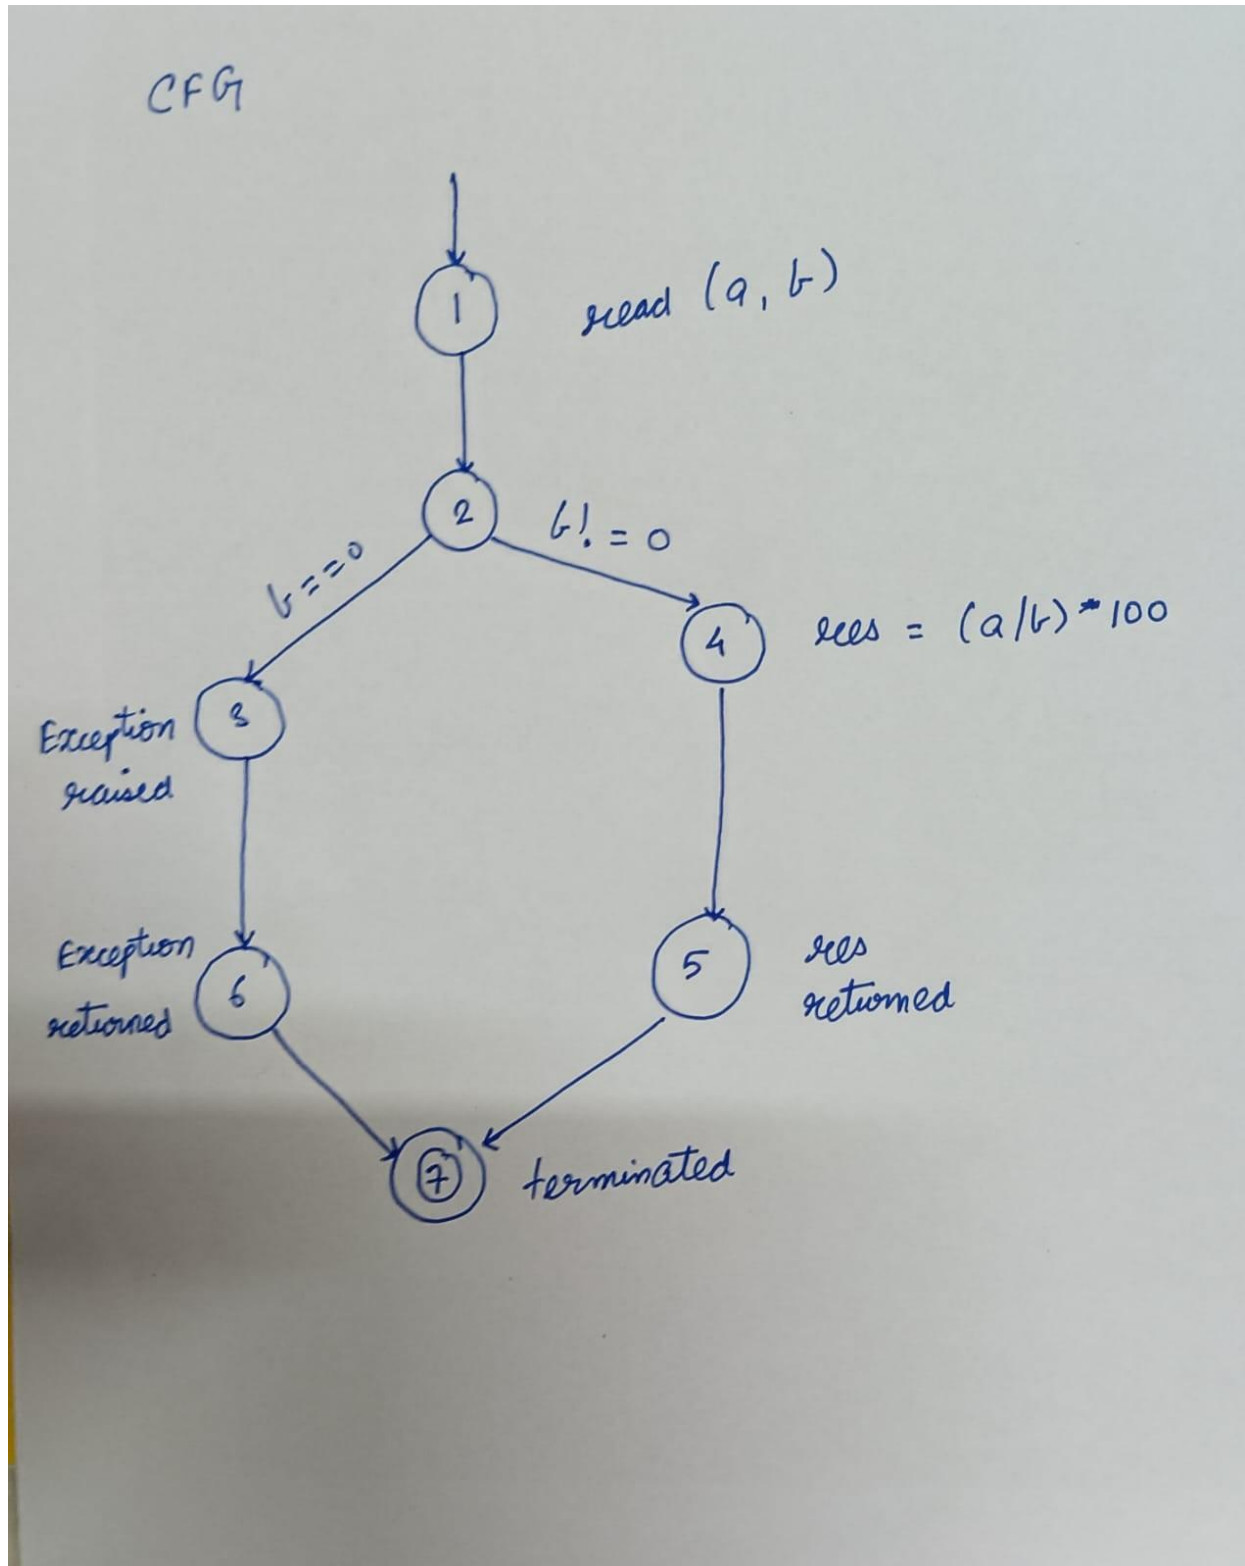 CFG
1 read (a, b)
2
b==0
b!=0
4 res = (a/b)*100
3
Exception
raised
5
res
returned
Exception
returned
6
7 terminated